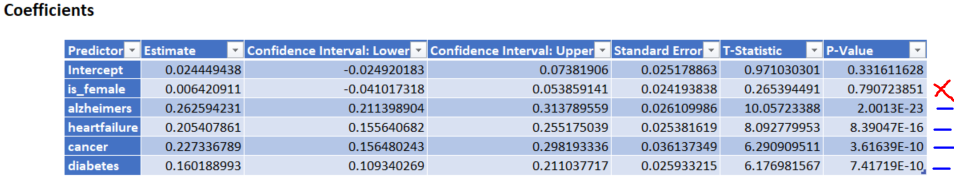 Coefficients
Predictor Estimate Confidence Interval: Lower Confidence Interval: Upper Standard Error T-Statistic P-Value
Intercept 0.024449438 -0.024920183 0.07381906 0.025178863 0.971030301 0.331611628
is_female 0.006420911 -0.041017318 0.053859141 0.024193838 0.265394491 0.790723851
alzheimers 0.262594231 0.211398904 0.313789559 0.026109986 10.05723388 2.0013E-23
heartfailure 0.205407861 0.155640682 0.255175039 0.025381619 8.092779953 8.39047E-16
cancer 0.227336789 0.156480243 0.298193336 0.036137349 6.290909511 3.61639E-10
diabetes 0.160188993 0.109340269 0.211037717 0.025933215 6.176981567 7.41719E-10